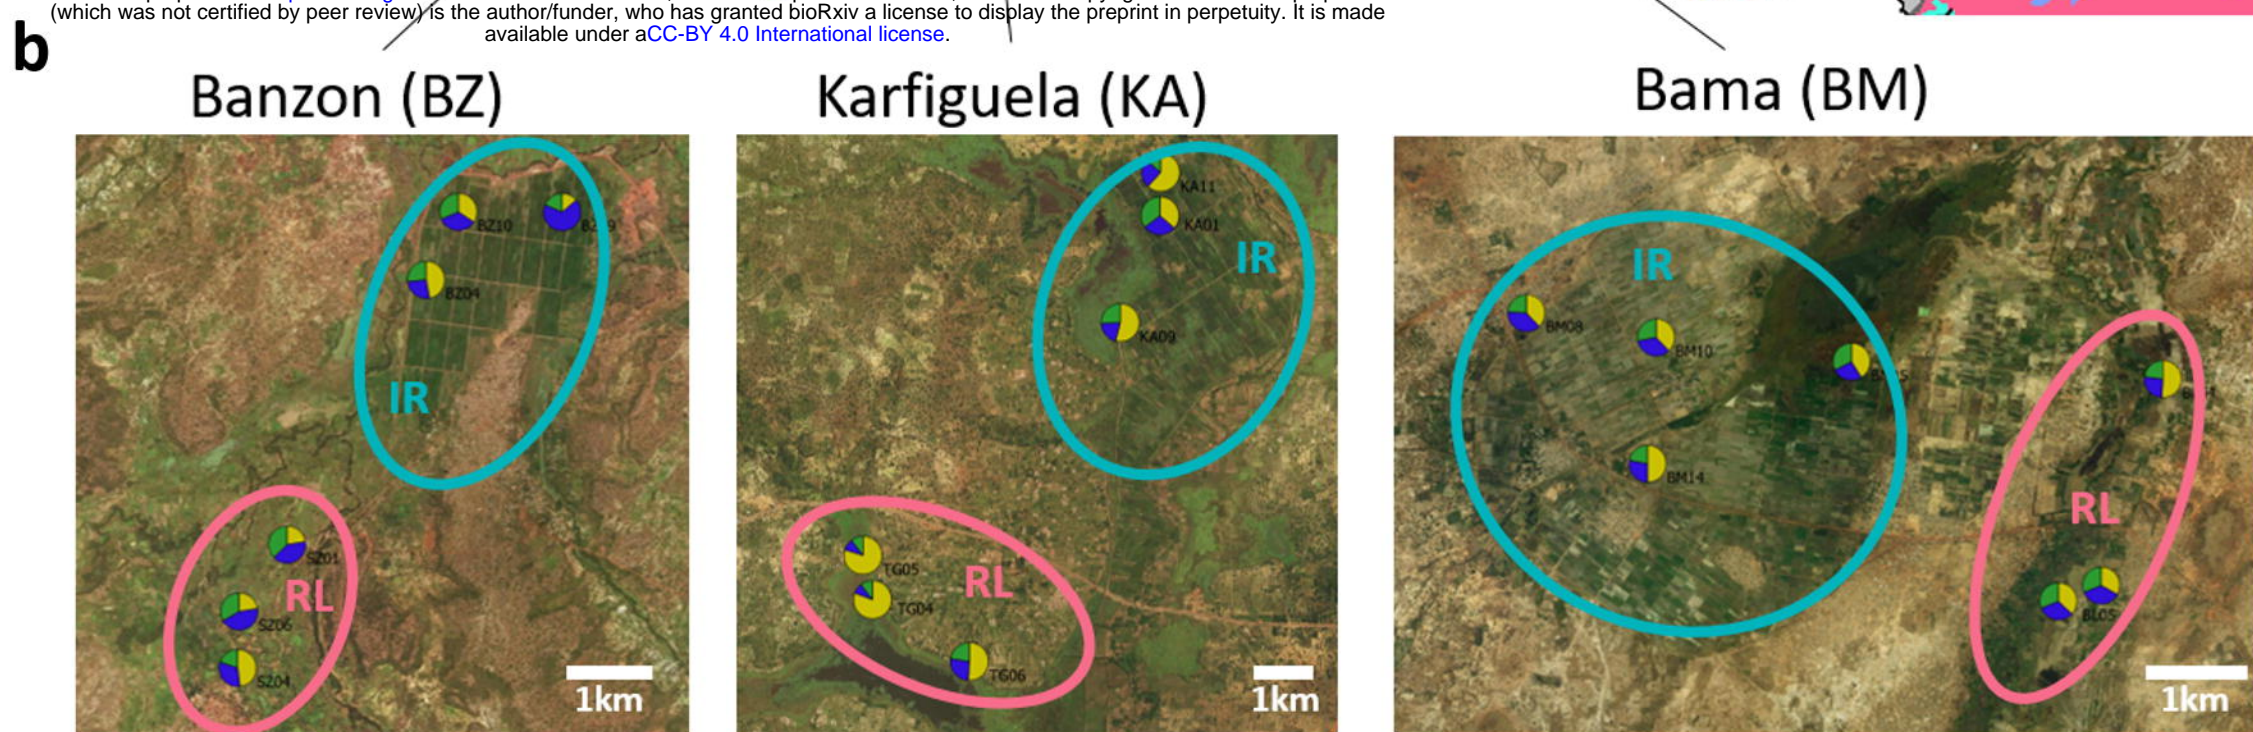 (which was not certified by peer review) is the author/funder, who has granted bioRxiv a license to display the preprint in perpetuity. It is made
available under aCC-BY 4.0 International license.
b
Banzon (BZ)
Karfiguela (KA)
Bama (BM)
BZ10
BZ04
IR
SZ01
RL
SZ06
SZ04
1km
KA11
KA01
IR
KA09
TG05
RL
TG04
TG06
1km
IR
BM08
BM10
BM14
RL
BL05
1km